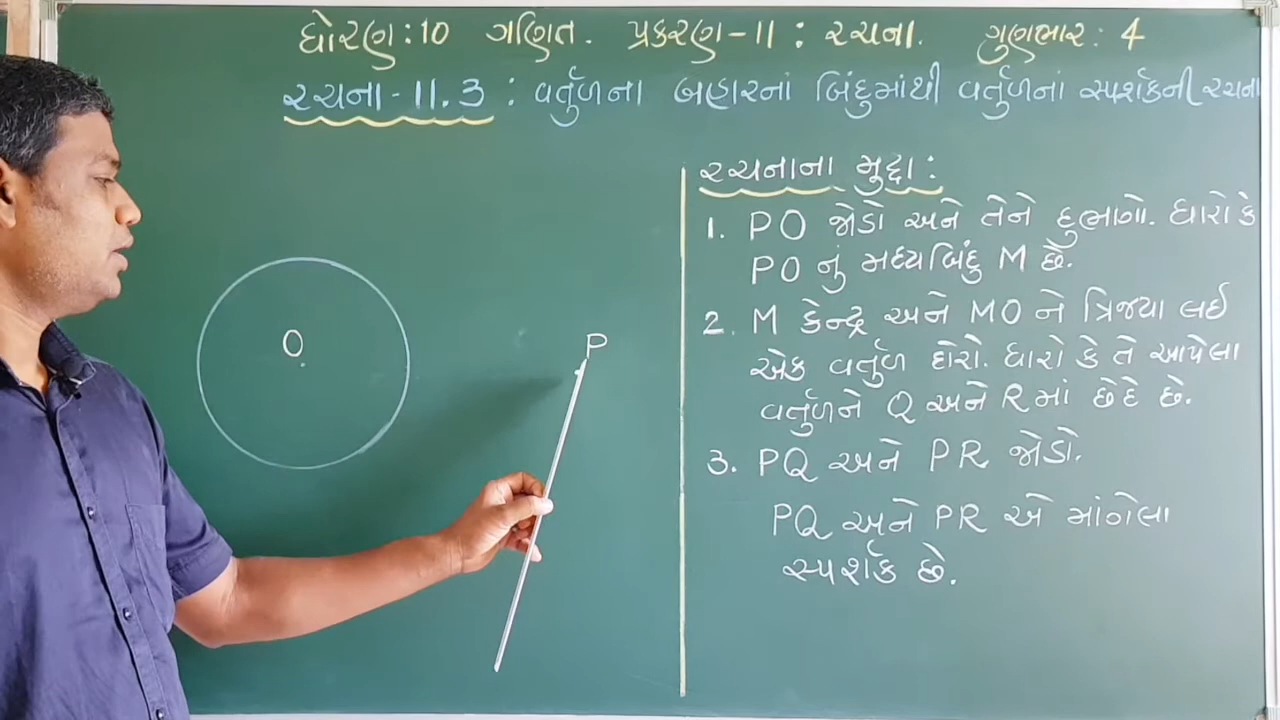 ધોરણ:10 ગણિત. પ્રકરણ-11 : રચના. ગુણભાર: 4
રચના-11.3 : વર્તુળના બહારનાં બિંદુમાંથી વર્તુળનાં સ્પર્શકની રચના
રચનાના મુદ્દા :
1. PO જોડો અને તેને દુભાગો. ધારો કે
PO નું મધ્યબિંદુ M છે.
2. M કેન્દ્ર અને MO ને ત્રિજ્યા લઈ
એક વર્તુળ દોરો. ધારો કે તે આપેલા
વર્તુળને Q અને R માં છેદે છે.
3. PQ અને PR જોડો.
PQ અને PR એ માંગેલા
સ્પર્શક છે.
O
P